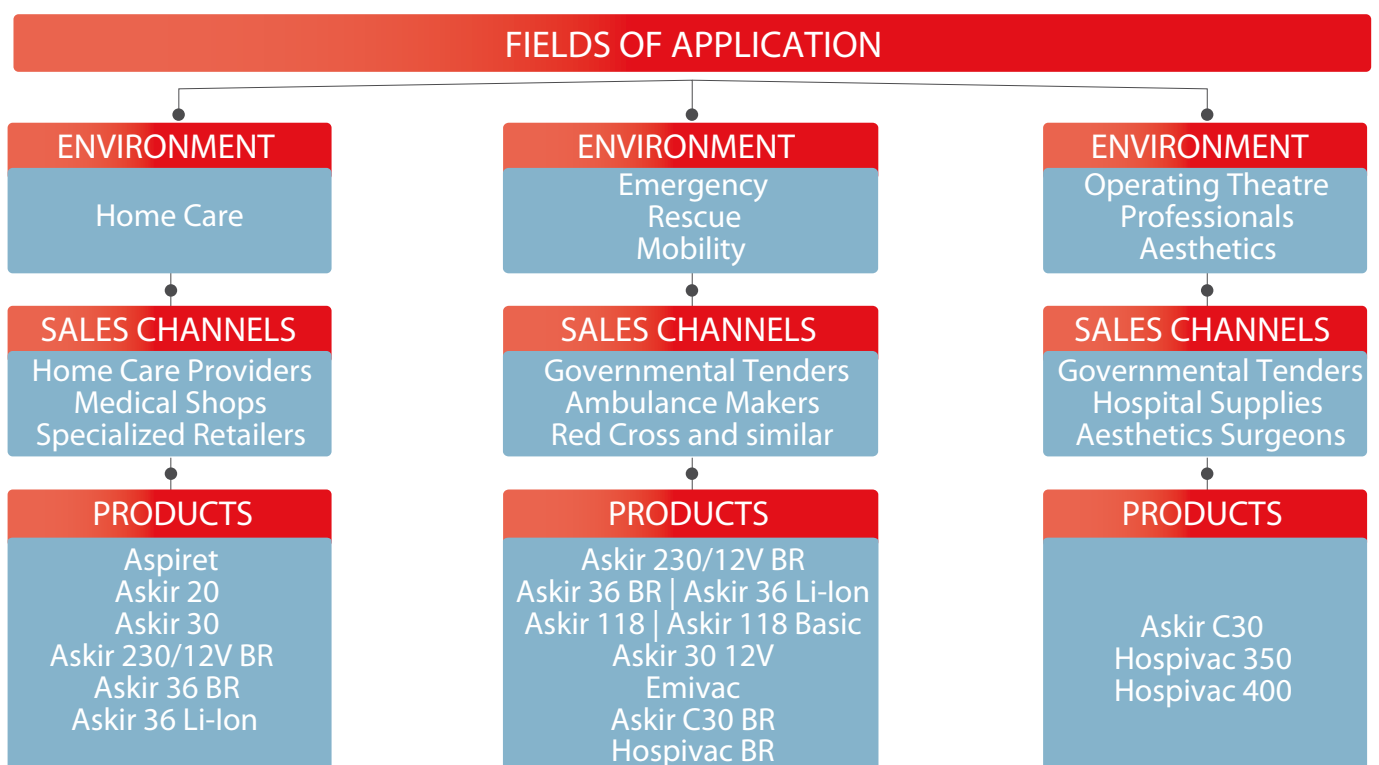 FIELDS OF APPLICATION
ENVIRONMENT
Home Care
SALES CHANNELS
Home Care Providers
Medical Shops
Specialized Retailers
PRODUCTS
Aspiret
Askir 20
Askir 30
Askir 230/12V BR
Askir 36 BR
Askir 36 Li-Ion
ENVIRONMENT
Emergency
Rescue
Mobility
SALES CHANNELS
Governmental Tenders
Ambulance Makers
Red Cross and similar
PRODUCTS
Askir 230/12V BR
Askir 36 BR | Askir 36 Li-Ion
Askir 118 | Askir 118 Basic
Askir 30 12V
Emivac
Askir C30 BR
Hospivac BR
ENVIRONMENT
Operating Theatre
Professionals
Aesthetics
SALES CHANNELS
Governmental Tenders
Hospital Supplies
Aesthetics Surgeons
PRODUCTS
Askir C30
Hospivac 350
Hospivac 400